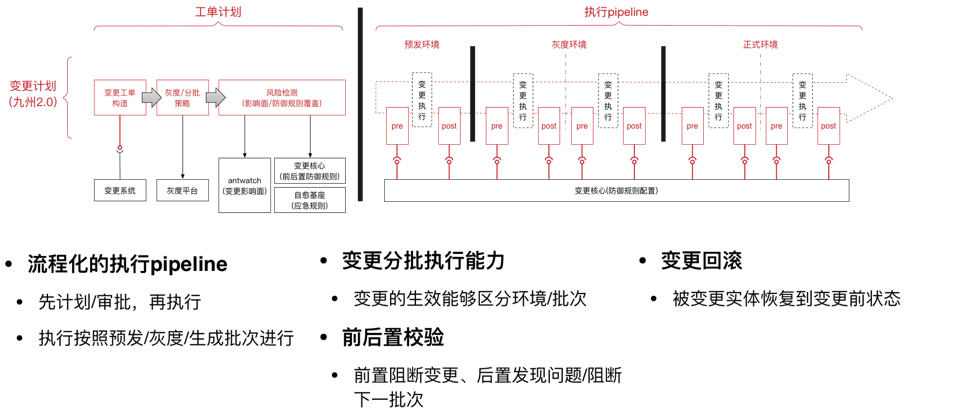 工单计划
执行pipeline
预发环境
灰度环境
正式环境
变更计划
(九州2.0)
变更工单
构造
灰度/分批
策略
风险检测
(影响面/防御规则覆盖)
变更执行
变更执行
变更执行
变更执行
变更执行
pre
post
pre
post
pre
post
pre
post
pre
post
变更系统
灰度平台
antwatch
(变更影响面)
变更核心
(前后置防御规则)
自愈基座
(应急规则)
变更核心(防御规则配置)
• 流程化的执行pipeline
• 先计划/审批，再执行
• 执行按照预发/灰度/生成批次进行
• 变更分批执行能力
• 变更的生效能够区分环境/批次
• 前后置校验
• 前置阻断变更、后置发现问题/阻断
下一批次
• 变更回滚
• 被变更实体恢复到变更前状态